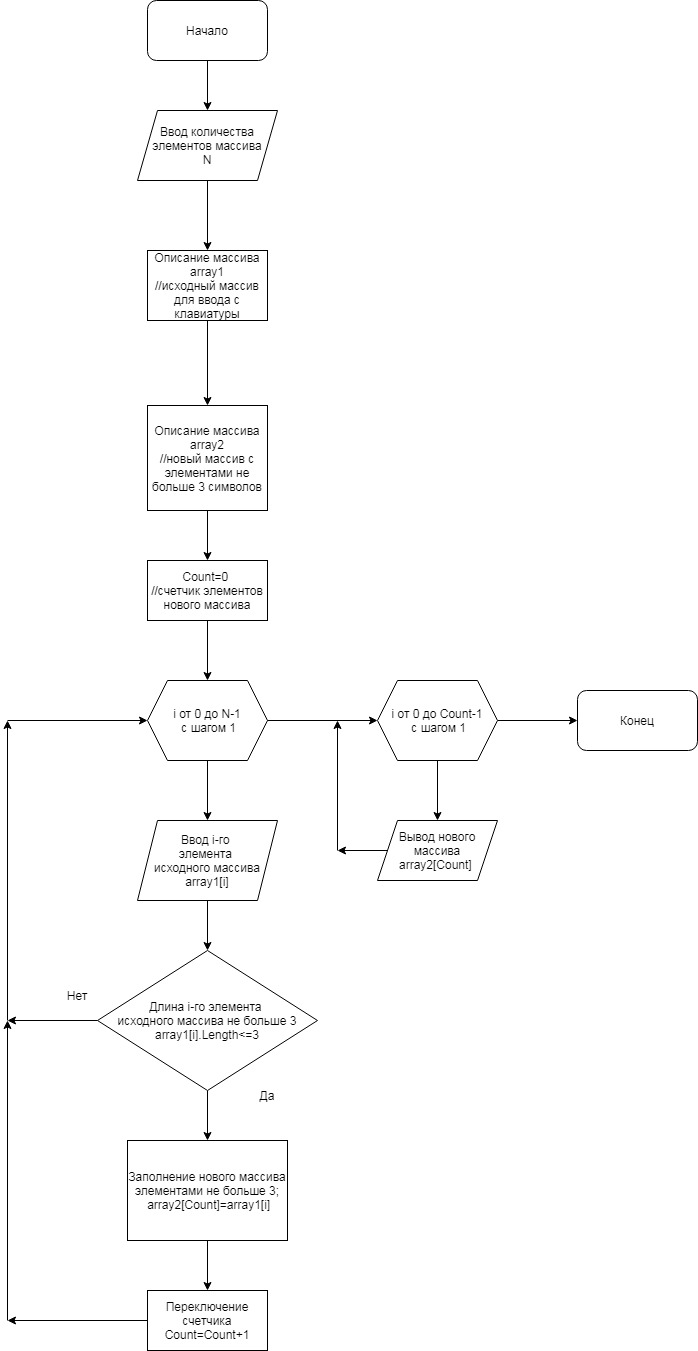 Начало
Ввод количества
элементов массива
N
Описание массива
array1
//исходный массив
для ввода с
клавиатуры
Описание массива
array2
//новый массив с
элементами не
больше 3 символов
Count=0
//счетчик элементов
нового массива
i от 0 до N-1
с шагом 1
i от 0 до Count-1
с шагом 1
Конец
Ввод i-го
элемента
исходного массива
array1[i]
Вывод нового
массива
array2[Count]
Нет
Длина i-го элемента
исходного массива не больше 3
array1[i].Length<=3
Да
Заполнение нового массива
элементами не больше 3;
array2[Count]=array1[i]
Переключение
счетчика
Count=Count+1